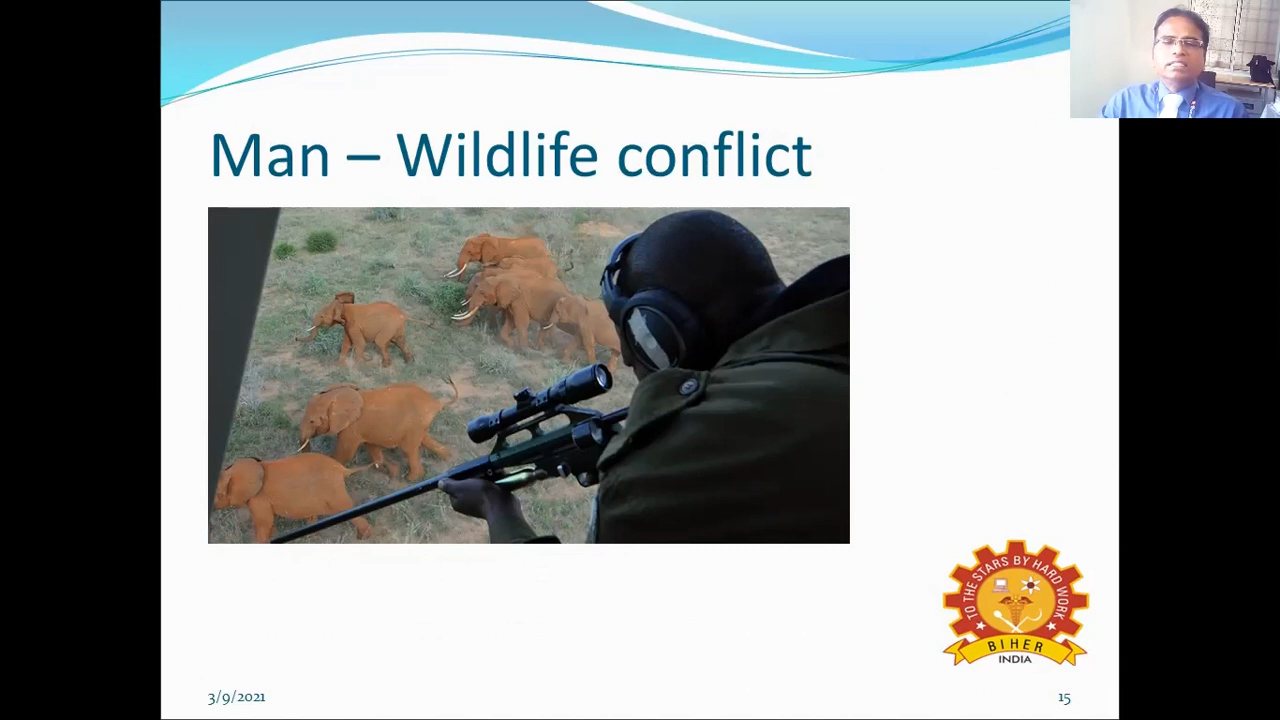 Man – Wildlife conflict
TO THE STARS BY HARD WORK
BIHER
INDIA
3/9/2021
15